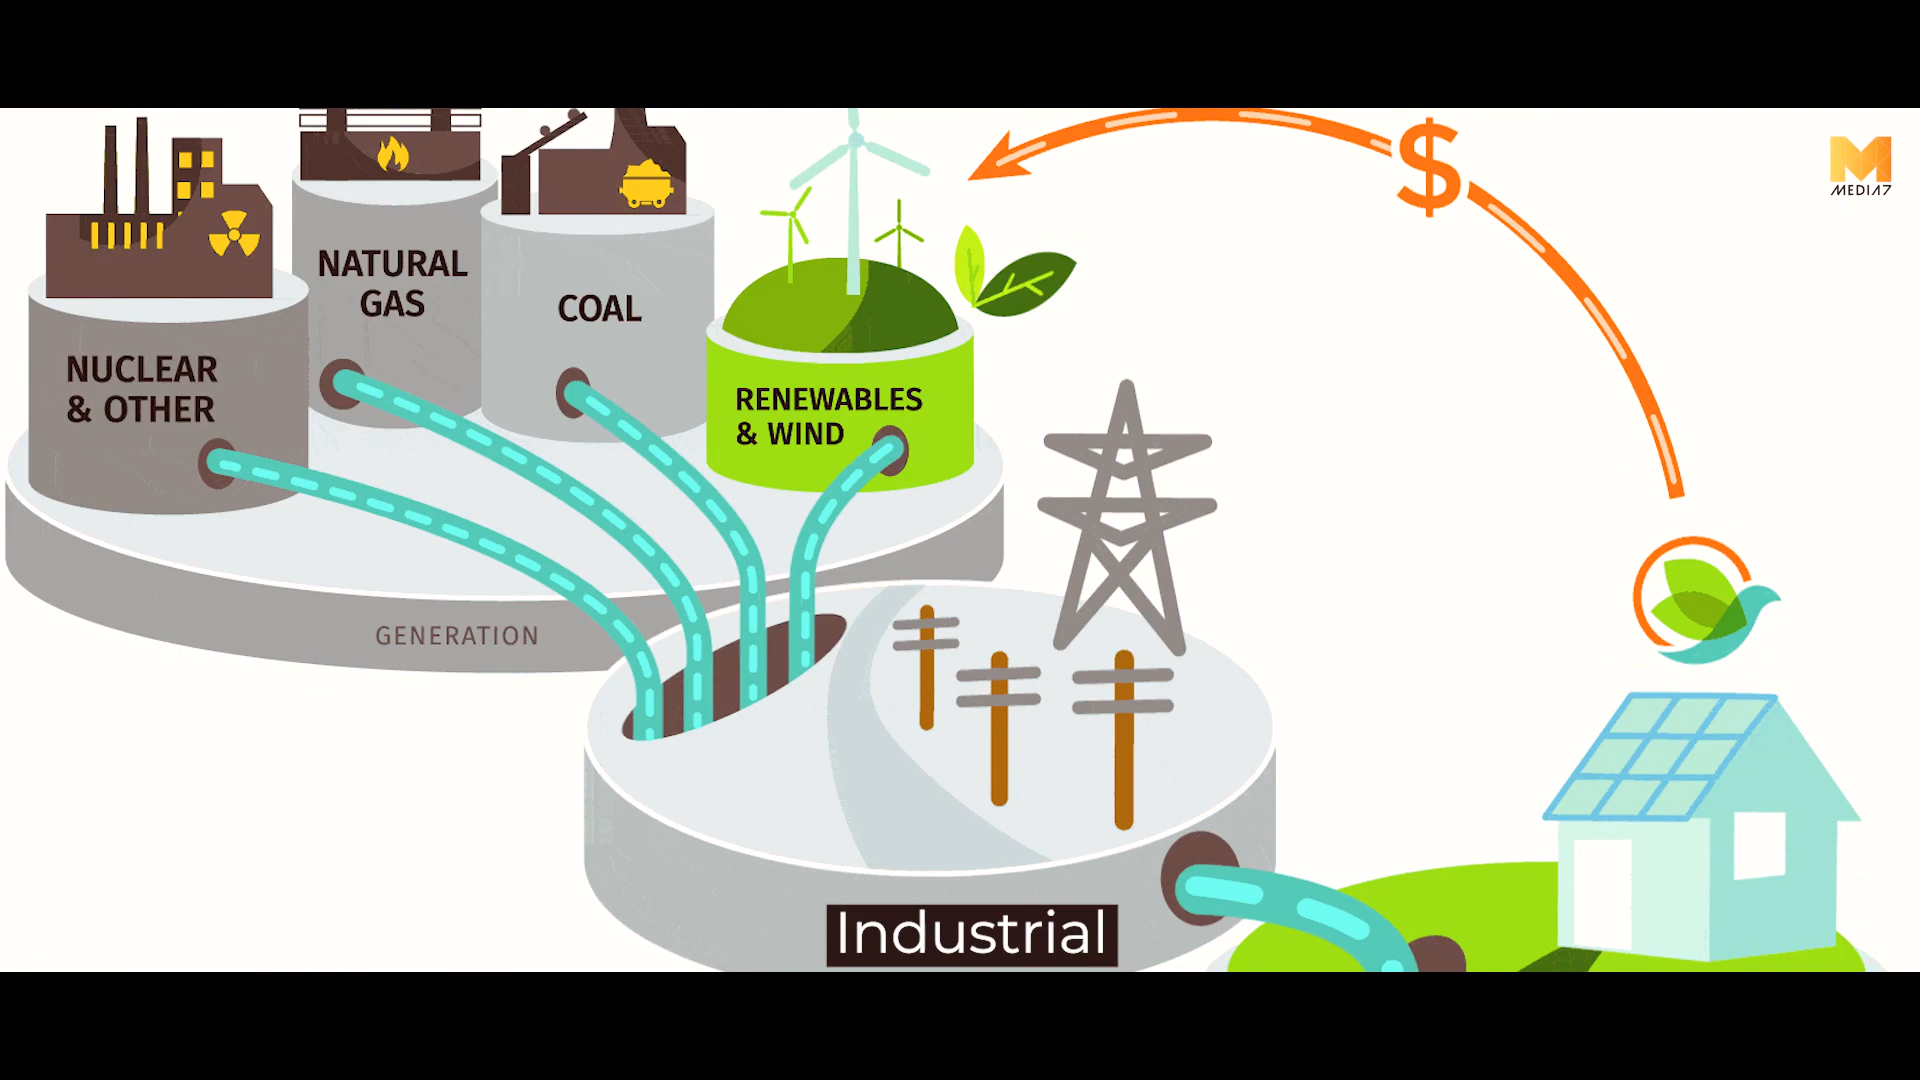 NATURAL
GAS
COAL
NUCLEAR
& OTHER
RENEWABLES
& WIND
GENERATION
$
MEDIA7
Industrial